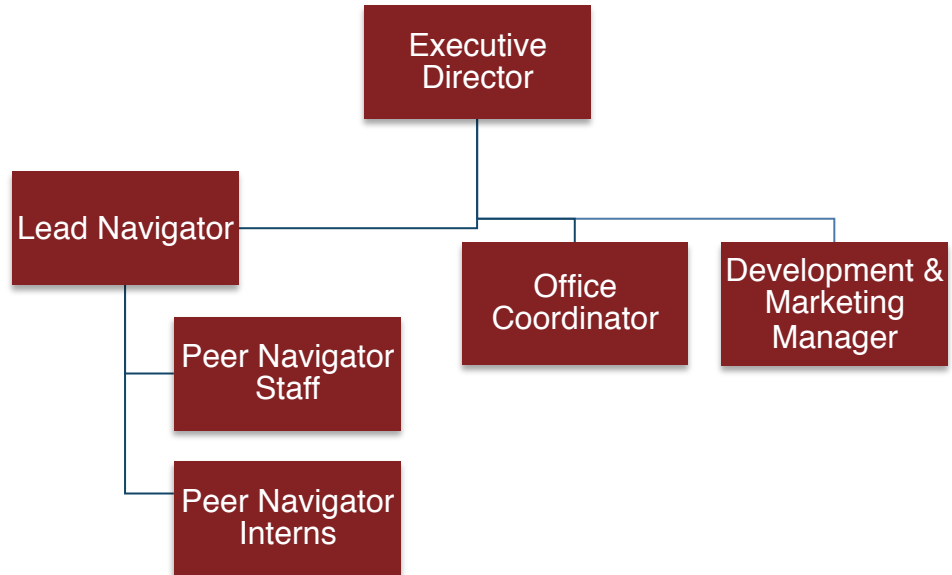 Executive
Director
Lead Navigator
Office
Coordinator
Development &
Marketing
Manager
Peer Navigator
Staff
Peer Navigator
Interns